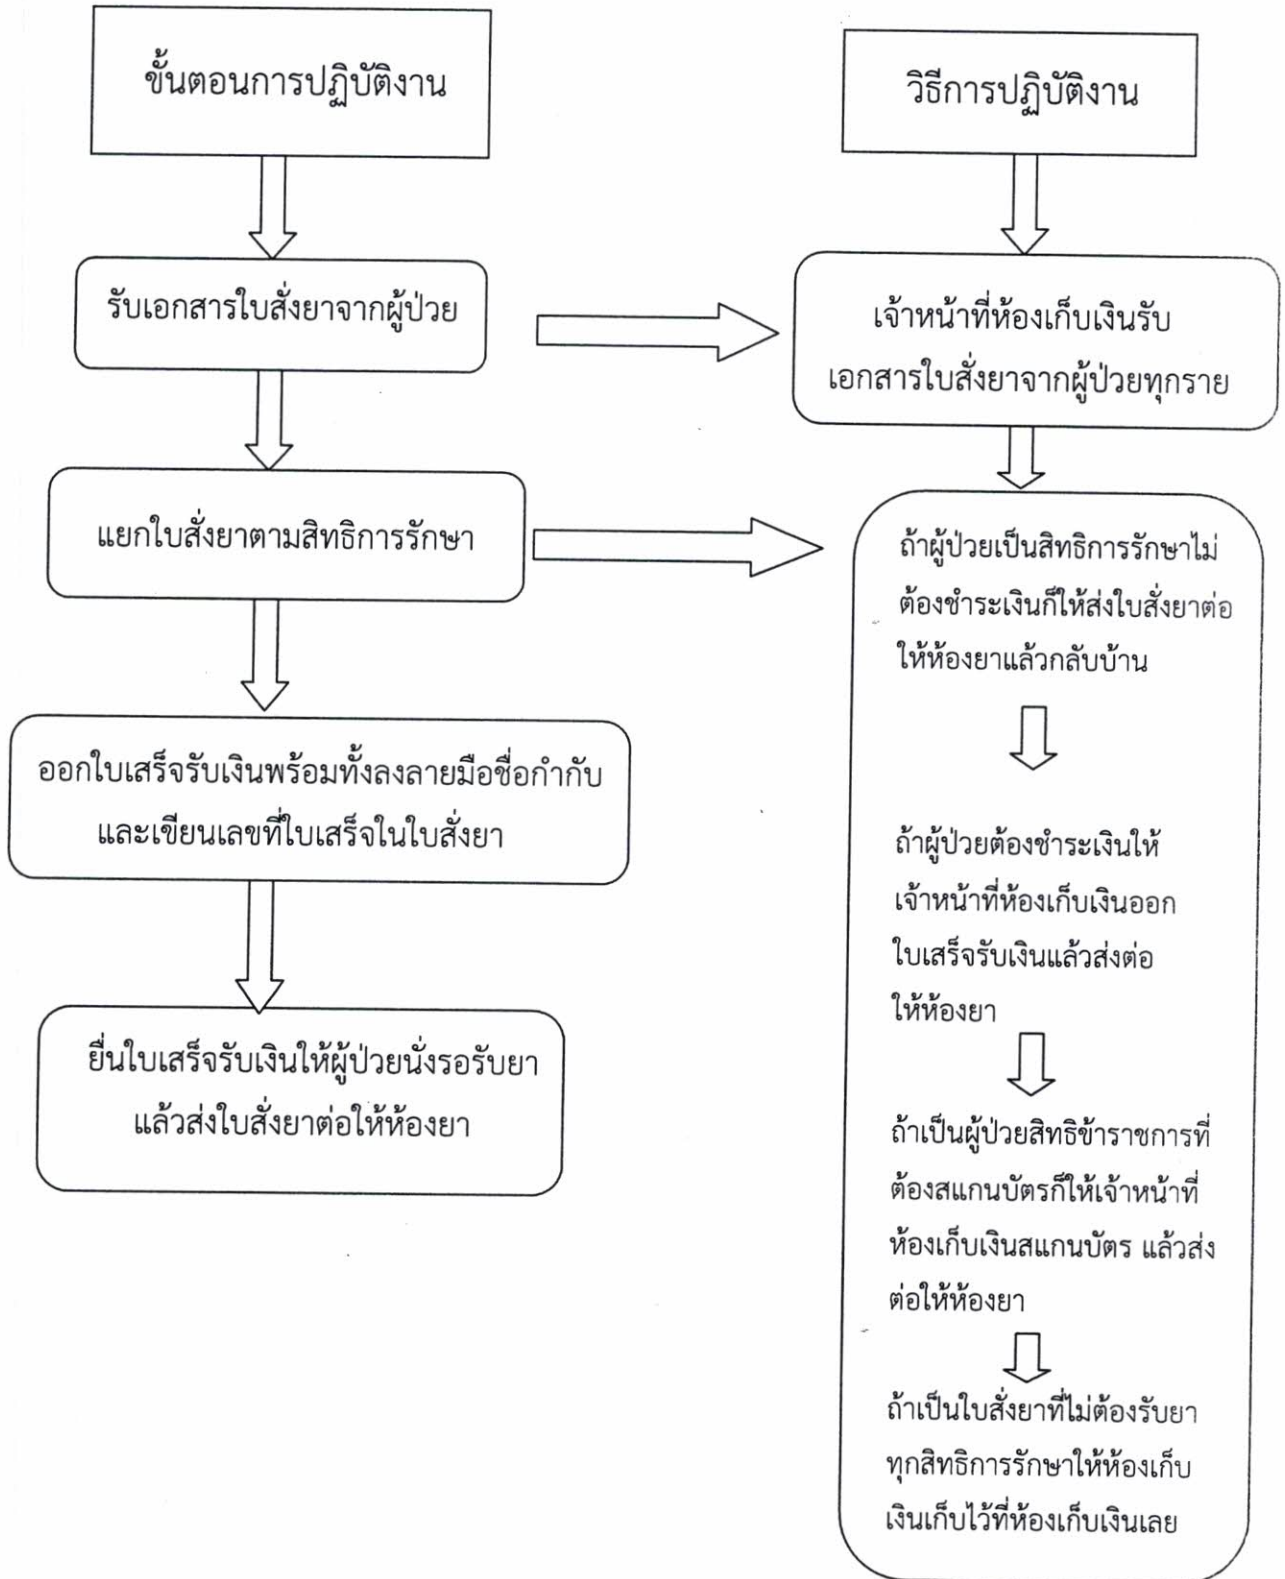 ขั้นตอนการปฏิบัติงาน
วิธีการปฏิบัติงาน
รับเอกสารใบสั่งยาจากผู้ป่วย
เจ้าหน้าที่ห้องเก็บเงินรับ
เอกสารใบสั่งยาจากผู้ป่วยทุกราย
แยกใบสั่งยาตามสิทธิการรักษา
ถ้าผู้ป่วยเป็นสิทธิการรักษาไม่
ต้องชำระเงินก็ให้ส่งใบสั่งยาต่อ
ให้ห้องยาแล้วกลับบ้าน
ออกใบเสร็จรับเงินพร้อมทั้งลงลายมือชื่อกำกับ
และเขียนเลขที่ใบเสร็จในใบสั่งยา
ถ้าผู้ป่วยต้องชำระเงินให้
เจ้าหน้าที่ห้องเก็บเงินออก
ใบเสร็จรับเงินแล้วส่งต่อ
ให้ห้องยา
ยื่นใบเสร็จรับเงินให้ผู้ป่วยนั่งรอรับยา
แล้วส่งใบสั่งยาต่อให้ห้องยา
ถ้าเป็นผู้ป่วยสิทธิข้าราชการที่
ต้องสแกนบัตรก็ให้เจ้าหน้าที่
ห้องเก็บเงินสแกนบัตร แล้วส่ง
ต่อให้ห้องยา
ถ้าเป็นใบสั่งยาที่ไม่ต้องรับยา
ทุกสิทธิการรักษาให้ห้องเก็บ
เงินเก็บไว้ที่ห้องเก็บเงินเลย